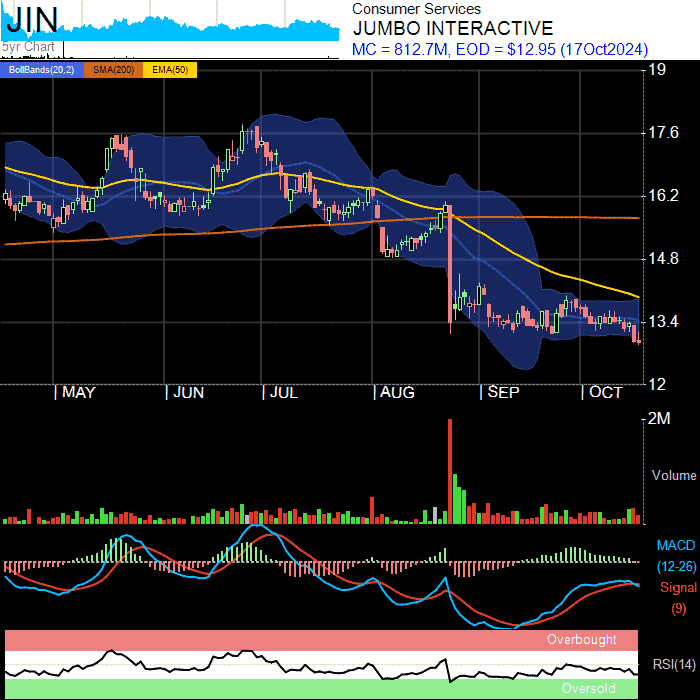 JIN
5yr Chart
Consumer Services
JUMBO INTERACTIVE
MC = 812.7M, EOD = $12.95 (17Oct2024)
BollBands(20,2) SMA(200) EMA(50)
19
17.6
16.2
14.8
13.4
12
MAY JUN JUL AUG SEP OCT
2M
Volume
MACD
(12-26)
Signal
(9)
Overbought
RSI(14)
Oversold